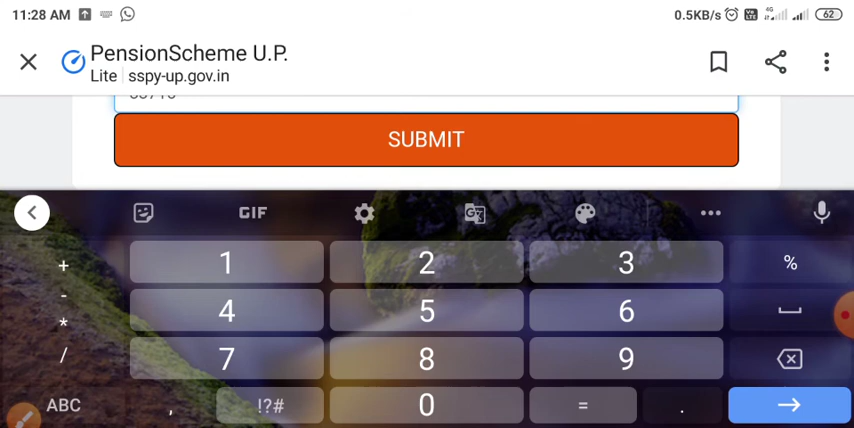 11:28 AM 0.5KB/s 4G 62
PensionScheme U.P.
Lite sspy-up.gov.in
SUBMIT
GIF
+ 1 2 3 %
-
4 5 6
*
/ 7 8 9
ABC , !?# 0 = .